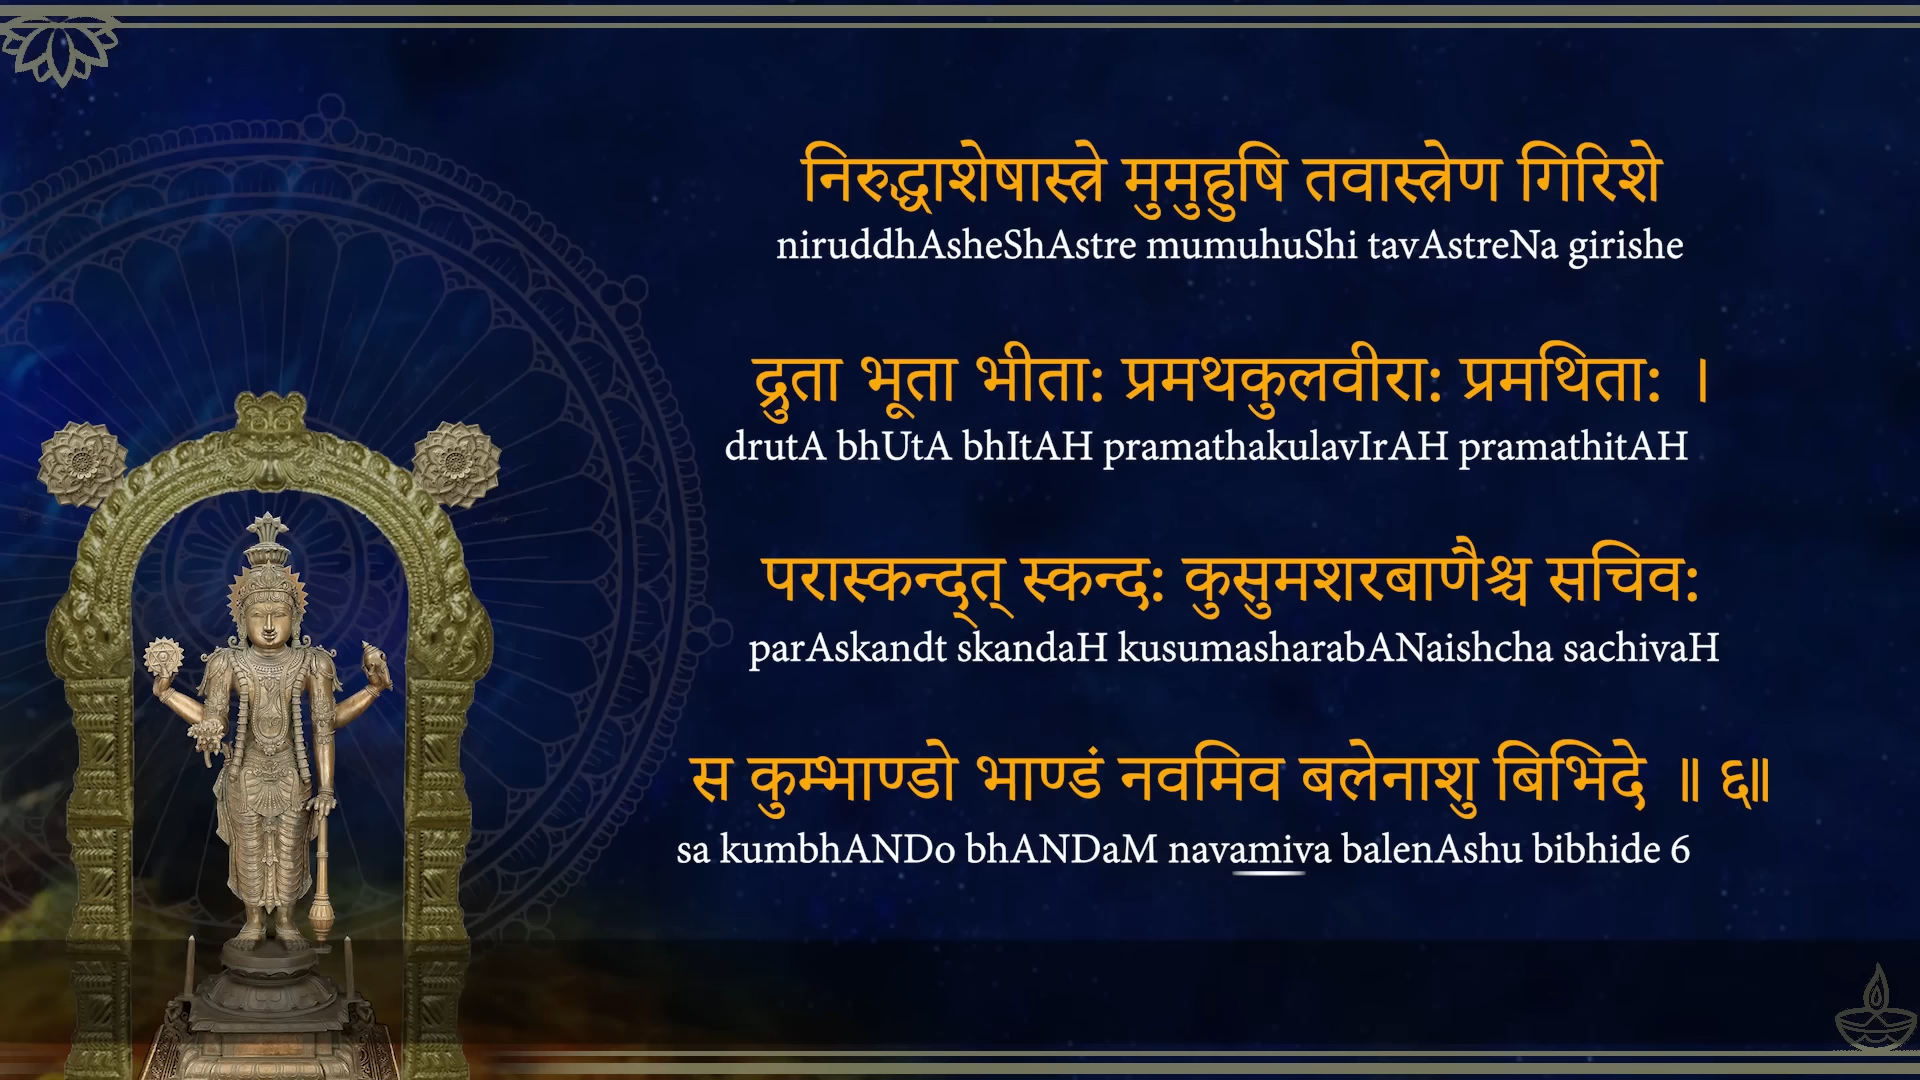 निरुद्धाशेषास्त्रे मुमुहुषि तवास्त्रेण गिरिशे
niruddhAsheShAstre mumuhuShi tavAstreNa girishe
द्रुता भूता भीता: प्रमथकुलवीरा: प्रमथिता: ।
drutA bhUtA bhItAH pramathakulavIrAH pramathitAH
परास्कन्द्त् स्कन्द: कुसुमशरबाणैश्च सचिव:
parAskandt skandaH kusumasharabANaishcha sachivaH
स कुम्भाण्डो भाण्डं नवमिव बलेनाशु बिभिदे ॥ ६॥
sa kumbhANDo bhANDaM navamiva balenAshu bibhide 6